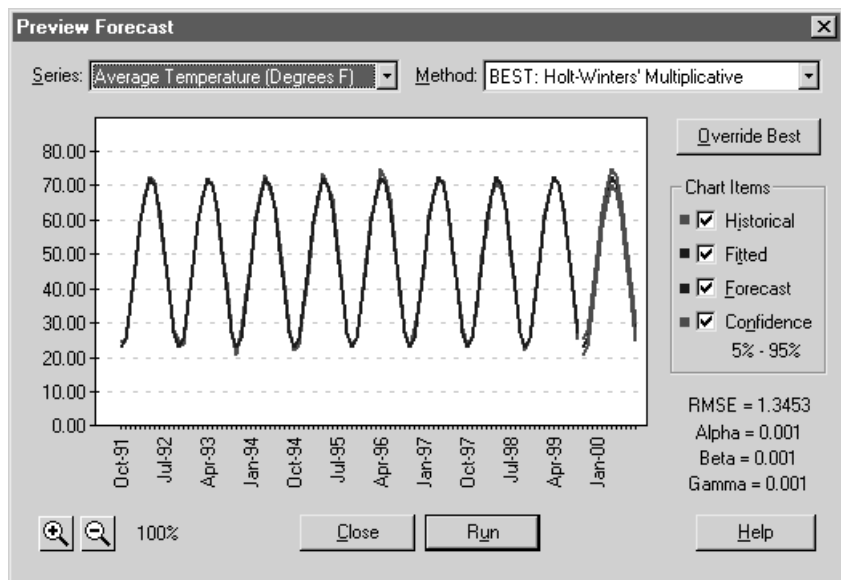 Preview Forecast
Series: Average Temperature (Degrees F) Method: BEST: Holt-Winters' Multiplicative
Override Best
Chart Items
Historical
Fitted
Forecast
Confidence
5% - 95%
RMSE = 1.3453
Alpha = 0.001
Beta = 0.001
Gamma = 0.001
80.00
70.00
60.00
50.00
40.00
30.00
20.00
10.00
0.00
Oct-91
Jul-92
Apr-93
Jan-94
Oct-94
Jul-95
Apr-96
Jan-97
Oct-97
Jul-98
Apr-99
Jan-00
100%
Close
Run
Help